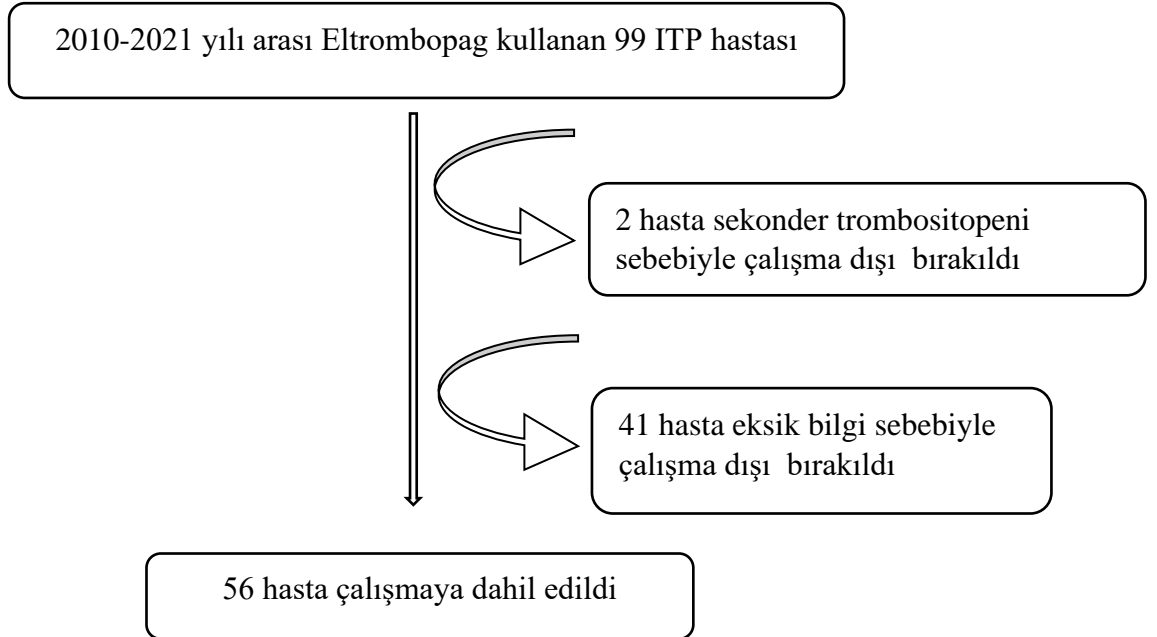 2010-2021 yılı arası Eltrombopag kullanan 99 ITP hastası
2 hasta sekonder trombositopeni
sebebiyle çalışma dışı bırakıldı
41 hasta eksik bilgi sebebiyle
çalışma dışı bırakıldı
56 hasta çalışmaya dahil edildi